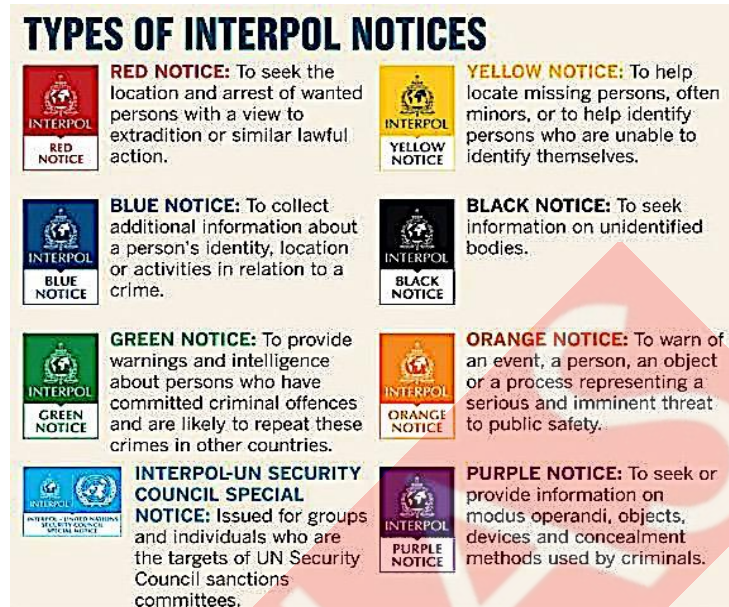 TYPES OF INTERPOL NOTICES
INTERPOL
RED
NOTICE
RED NOTICE: To seek the
location and arrest of wanted
persons with a view to
extradition or similar lawful
action.
INTERPOL
YELLOW
NOTICE
YELLOW NOTICE: To help
locate missing persons, often
minors, or to help identify
persons who are unable to
identify themselves.
INTERPOL
BLUE
NOTICE
BLUE NOTICE: To collect
additional information about
a person's identity, location
or activities in relation to a
crime.
INTERPOL
BLACK
NOTICE
BLACK NOTICE: To seek
information on unidentified
bodies.
INTERPOL
GREEN
NOTICE
GREEN NOTICE: To provide
warnings and intelligence
about persons who have
committed criminal offences
and are likely to repeat these
crimes in other countries.
INTERPOL
ORANGE
NOTICE
ORANGE NOTICE: To warn of
an event, a person, an object
or a process representing a
serious and imminent threat
to public safety.
INTERPOL
INTERPOL - UNITED NATIONS
SECURITY COUNCIL
SPECIAL NOTICE
INTERPOL-UN SECURITY
COUNCIL SPECIAL
NOTICE: Issued for groups
and individuals who are
the targets of UN Security
Council sanctions
committees.
INTERPOL
PURPLE
NOTICE
PURPLE NOTICE: To seek or
provide information on
modus operandi, objects,
devices and concealment
methods used by criminals.